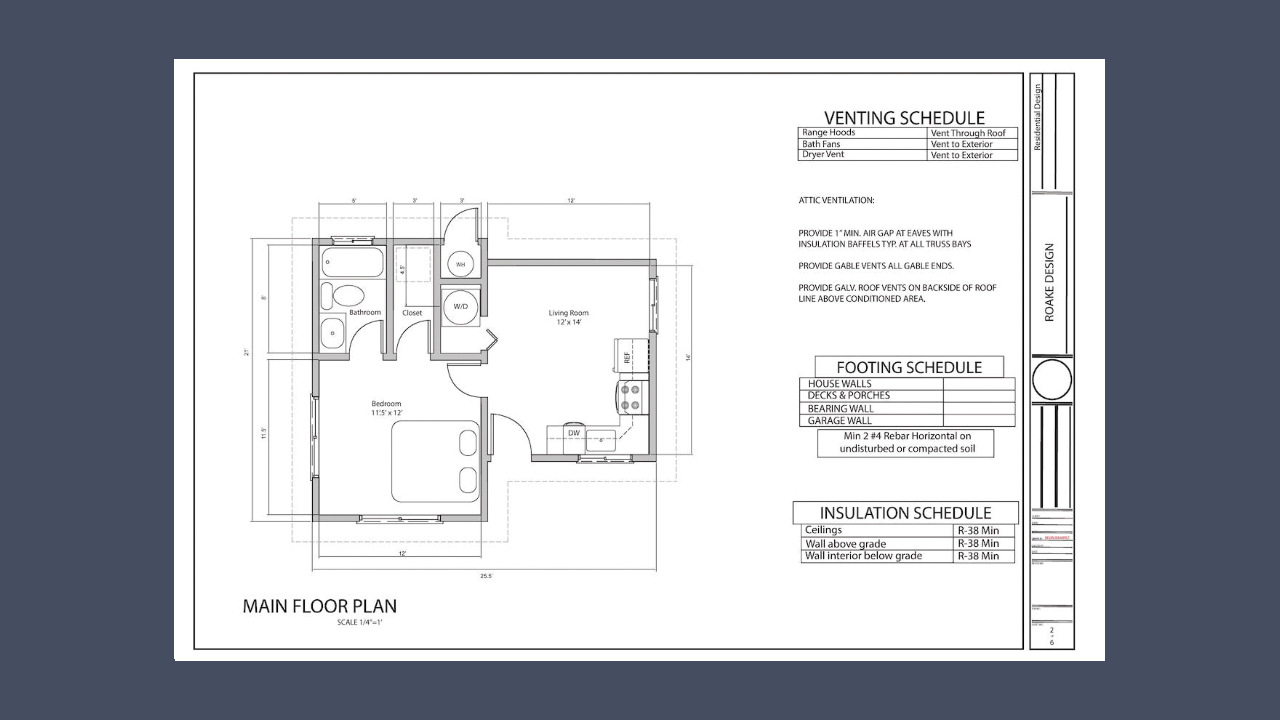 VENTING SCHEDULE
Range Hoods Vent Through Roof
Bath Fans Vent to Exterior
Dryer Vent Vent to Exterior
ATTIC VENTILATION:
PROVIDE 1" MIN. AIR GAP AT EAVES WITH
INSULATION BAFFELS TYP. AT ALL TRUSS BAYS
PROVIDE GABLE VENTS ALL GABLE ENDS.
PROVIDE GALV. ROOF VENTS ON BACKSIDE OF ROOF
LINE ABOVE CONDITIONED AREA.
FOOTING SCHEDULE
HOUSE WALLS
DECKS & PORCHES
BEARING WALL
GARAGE WALL
Min 2 #4 Rebar Horizontal on
undisturbed or compacted soil
INSULATION SCHEDULE
Ceilings R-38 Min
Wall above grade R-38 Min
Wall interior below grade R-38 Min
3'
3'
12'
4.5'
WH
W/D
Bathroom
Closet
Living Room
12'x 14'
REF
21'
14'
Bedroom
11'.5' x 12'
11.5'
DW
12'
25.5'
MAIN FLOOR PLAN
SCALE 1/4"=1'
Residential Design
ROAKE DESIGN
2
6